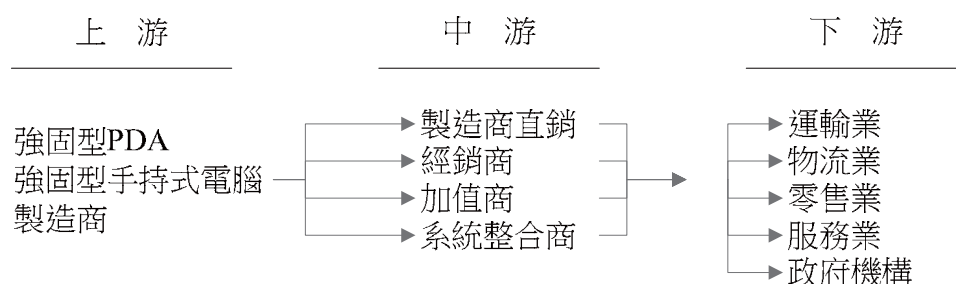 上 游
中 游
下 游
強固型PDA
強固型手持式電腦
製造商
製造商直銷
經銷商
加值商
系統整合商
運輸業
物流業
零售業
服務業
政府機構